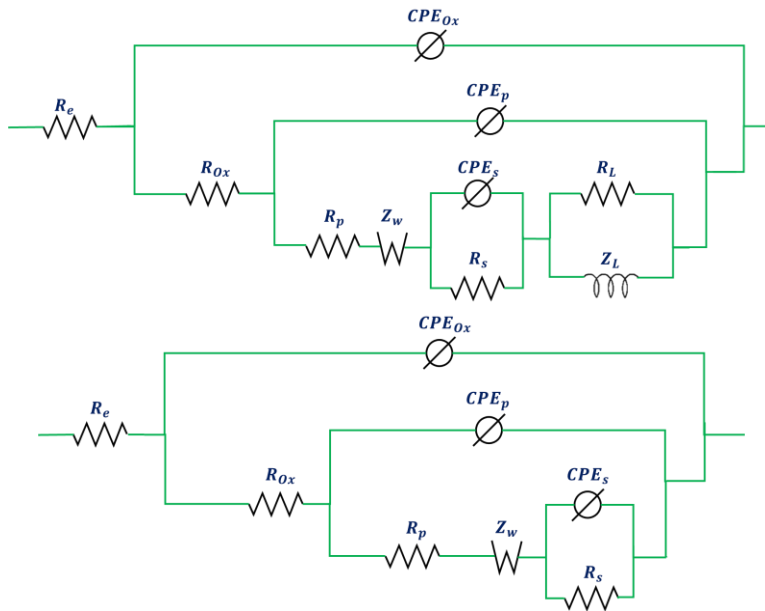 CPE_Ox
R_e
CPE_p
R_Ox
CPE_s
R_L
R_p
Z_w
R_s
Z_L
CPE_Ox
R_e
CPE_p
R_Ox
CPE_s
R_p
Z_w
R_s